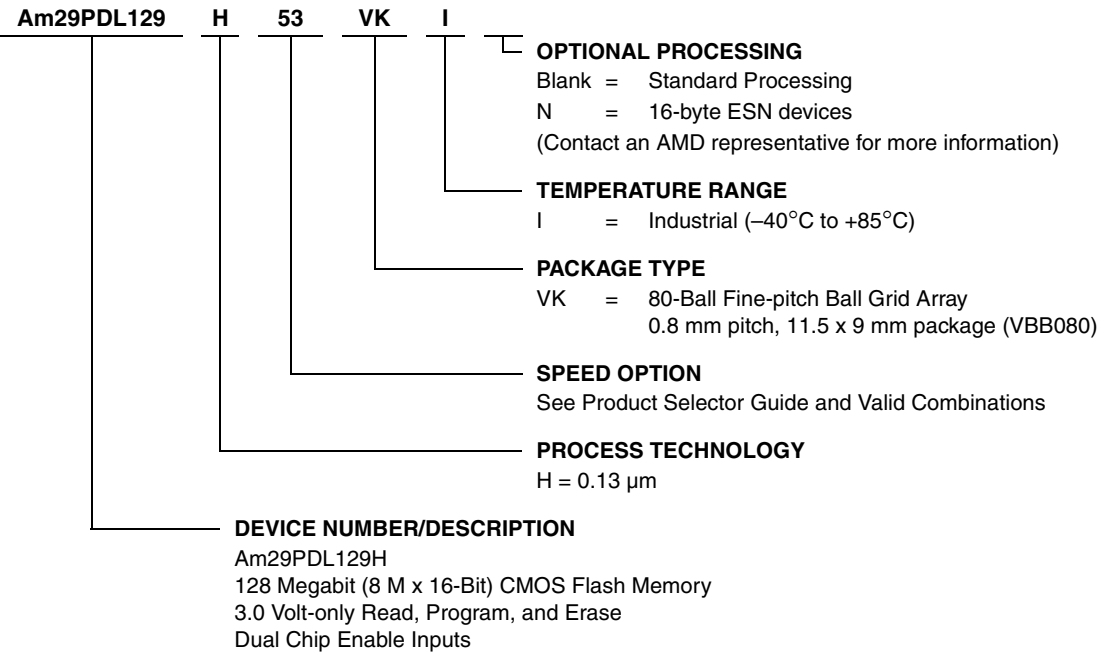 Am29PDL129 H 53 VK I
OPTIONAL PROCESSING
Blank = Standard Processing
N = 16-byte ESN devices
(Contact an AMD representative for more information)
TEMPERATURE RANGE
I = Industrial (–40°C to +85°C)
PACKAGE TYPE
VK = 80-Ball Fine-pitch Ball Grid Array
0.8 mm pitch, 11.5 x 9 mm package (VBB080)
SPEED OPTION
See Product Selector Guide and Valid Combinations
PROCESS TECHNOLOGY
H = 0.13 µm
DEVICE NUMBER/DESCRIPTION
Am29PDL129H
128 Megabit (8 M x 16-Bit) CMOS Flash Memory
3.0 Volt-only Read, Program, and Erase
Dual Chip Enable Inputs